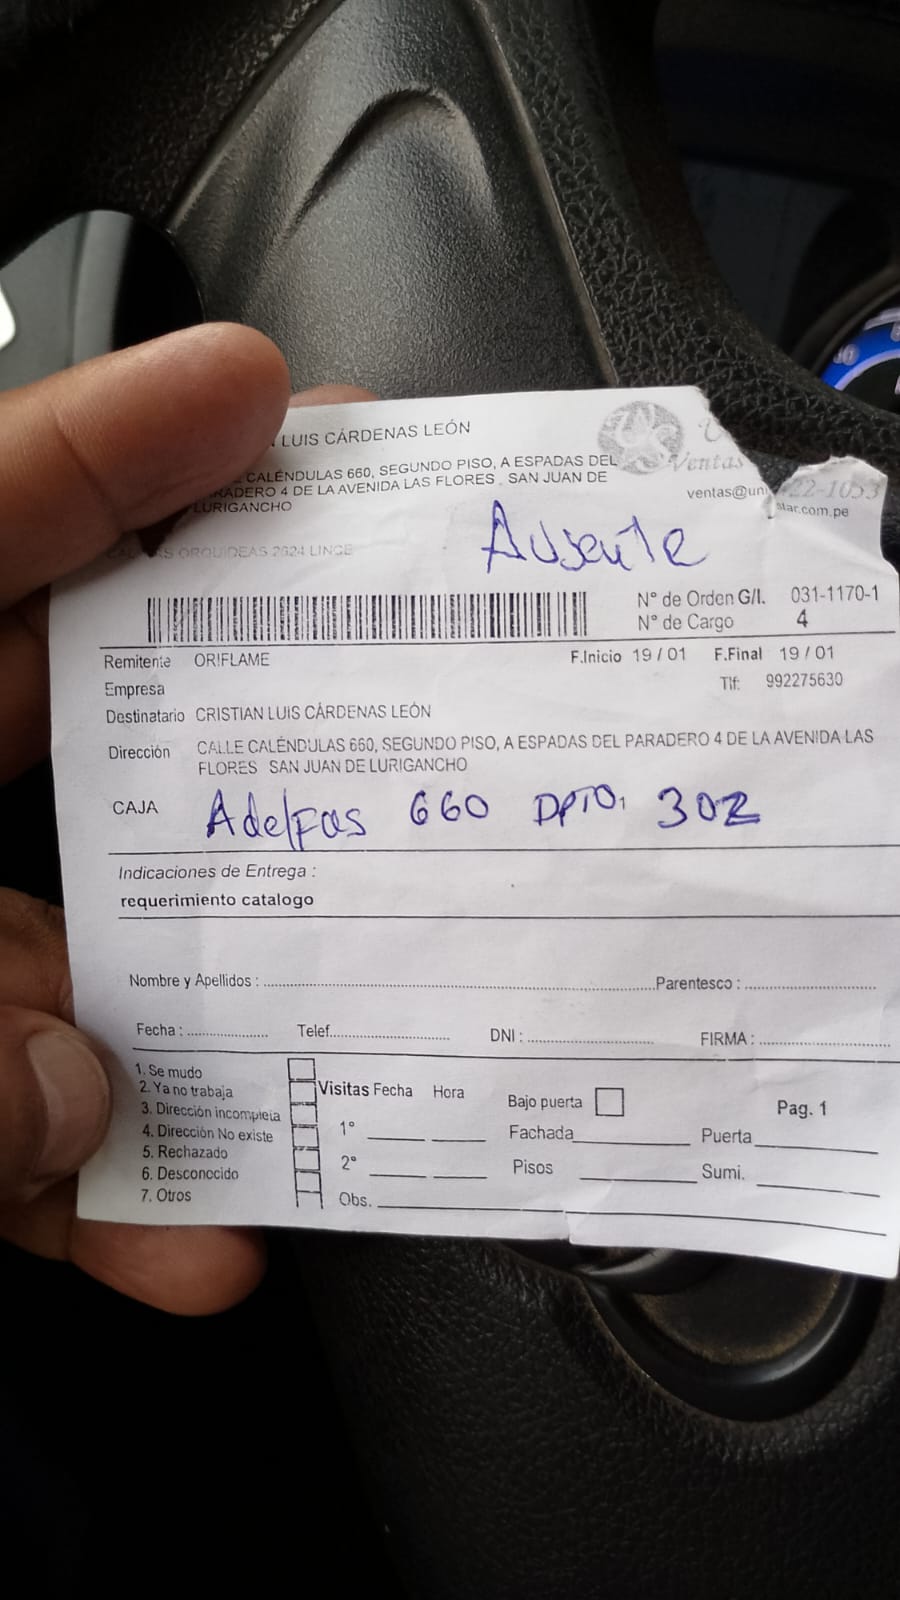 LUIS CÁRDENAS LEÓN
CALÉNDULAS 660, SEGUNDO PISO, A ESPADAS DEL
PARADERO 4 DE LA AVENIDA LAS FLORES . SAN JUAN DE
LURIGANCHO
Ventas
22-1053
ventas@uni
star.com.pe
ORQUIDEAS 2624 LINCE
Ausente
N° de Orden G/I. 031-1170-1
N° de Cargo 4
Remitente ORIFLAME F.Inicio 19 / 01 F.Final 19 / 01
Empresa Tlf: 992275630
Destinatario CRISTIAN LUIS CÁRDENAS LEÓN
Dirección CALLE CALÉNDULAS 660, SEGUNDO PISO, A ESPADAS DEL PARADERO 4 DE LA AVENIDA LAS
FLORES SAN JUAN DE LURIGANCHO
CAJA Adelfas 660 DPTO. 302
Indicaciones de Entrega :
requerimiento catalogo
Nombre y Apellidos : Parentesco :
Fecha : Telef. DNI : FIRMA :
1. Se mudo
2. Ya no trabaja
3. Dirección incompleta
4. Dirección No existe
5. Rechazado
6. Desconocido
7. Otros
Visitas Fecha Hora
1°
2°
Obs.
Bajo puerta
Fachada Puerta
Pisos Sumi.
Pag. 1